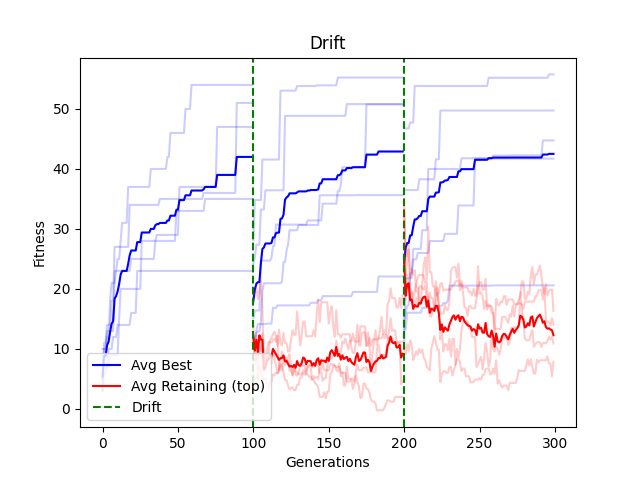 Drift
Fitness
50
40
30
20
10
0
Avg Best
Avg Retaining (top)
Drift
0 50 100 150 200 250 300
Generations